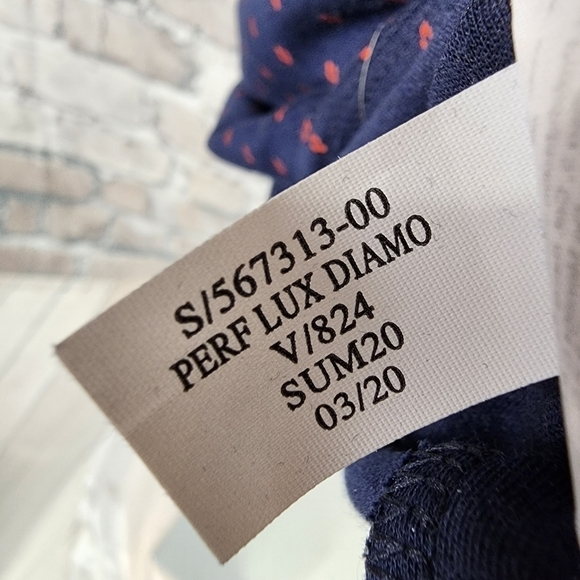 S/567313-00
PERF LUX DIAMO
V/824
SUM20
03/20